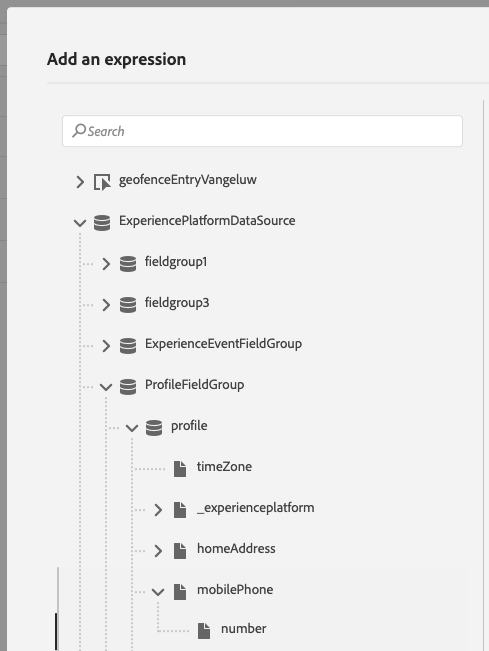 Add an expression
Search
geofenceEntryVangeluw
ExperiencePlatformDataSource
fieldgroup1
fieldgroup3
ExperienceEventFieldGroup
ProfileFieldGroup
profile
timeZone
_experienceplatform
homeAddress
mobilePhone
number